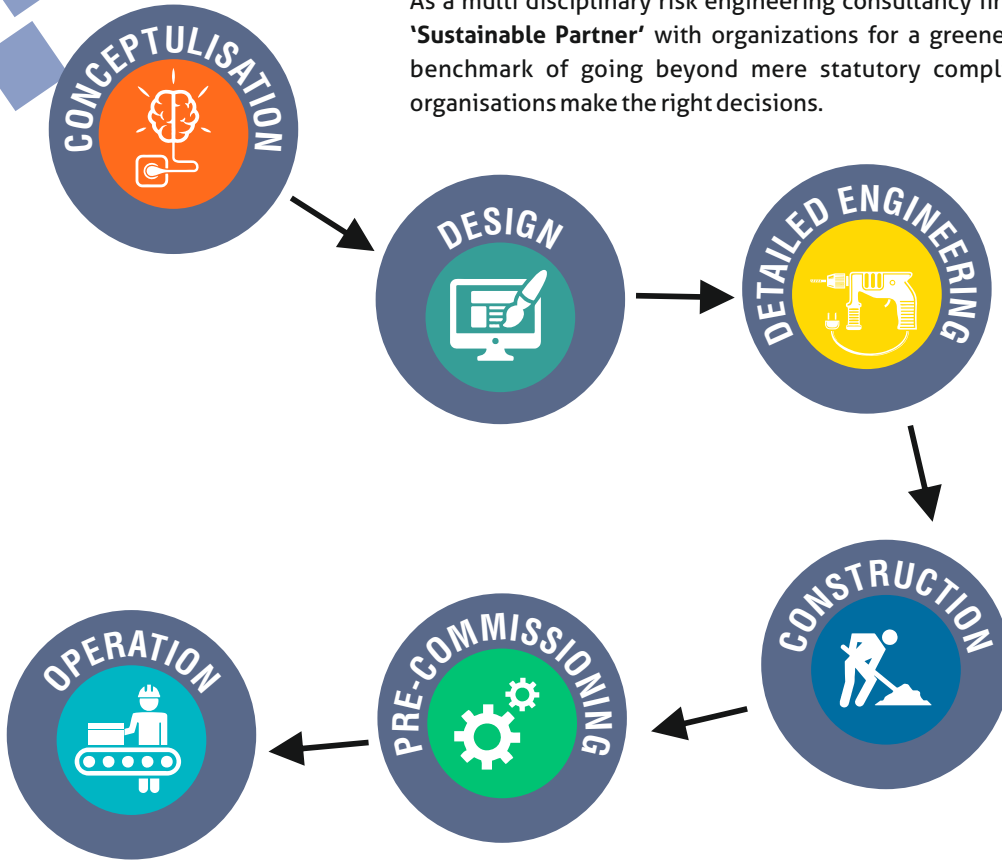 As a multi disciplinary risk engineering consultancy
‘Sustainable Partner’ with organizations for a
benchmark of going beyond mere statutory
organisations make the right decisions.
CONCEPTULISATION
DESIGN
DETAILED ENGINEERING
CONSTRUCTION
PRE-COMMISSIONING
OPERATION